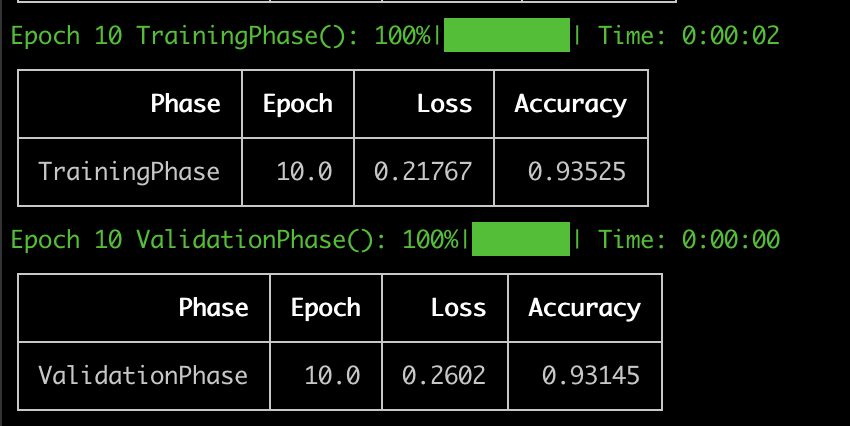 Epoch 10 TrainingPhase(): 100%|██████████| Time: 0:00:02
Phase Epoch Loss Accuracy
TrainingPhase 10.0 0.21767 0.93525
Epoch 10 ValidationPhase(): 100%|███████| Time: 0:00:00
Phase Epoch Loss Accuracy
ValidationPhase 10.0 0.2602 0.93145